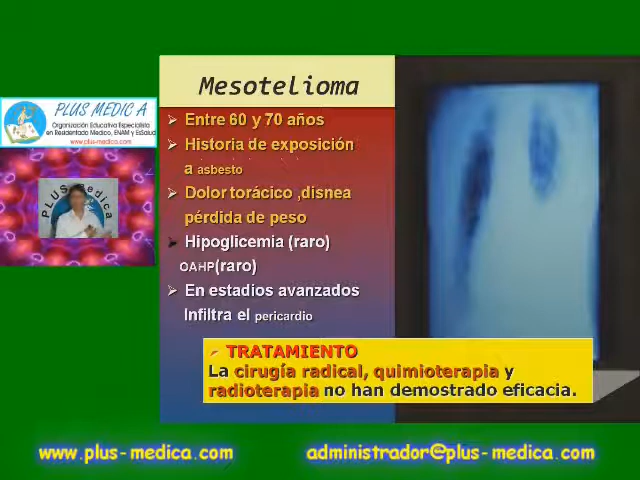 Mesotelioma
PLUS MEDIC A
Organización Educativa Especialista
en Residentado Medico, ENAM y EsSalud
www.plus-medica.com
PLUS Medica
Entre 60 y 70 años
Historia de exposición
a asbesto
Dolor torácico ,disnea
pérdida de peso
Hipoglicemia (raro)
OAHP(raro)
En estadios avanzados
Infiltra el pericardio
TRATAMIENTO
La cirugía radical, quimioterapia y
radioterapia no han demostrado eficacia.
www.plus-medica.com
administrador@plus-medica.com